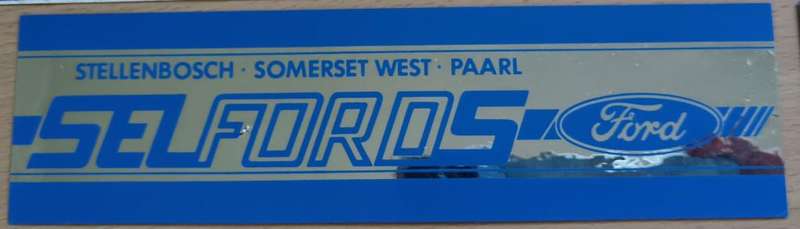 STELLENBOSCH · SOMERSET WEST · PAARL
SELFORDS Ford